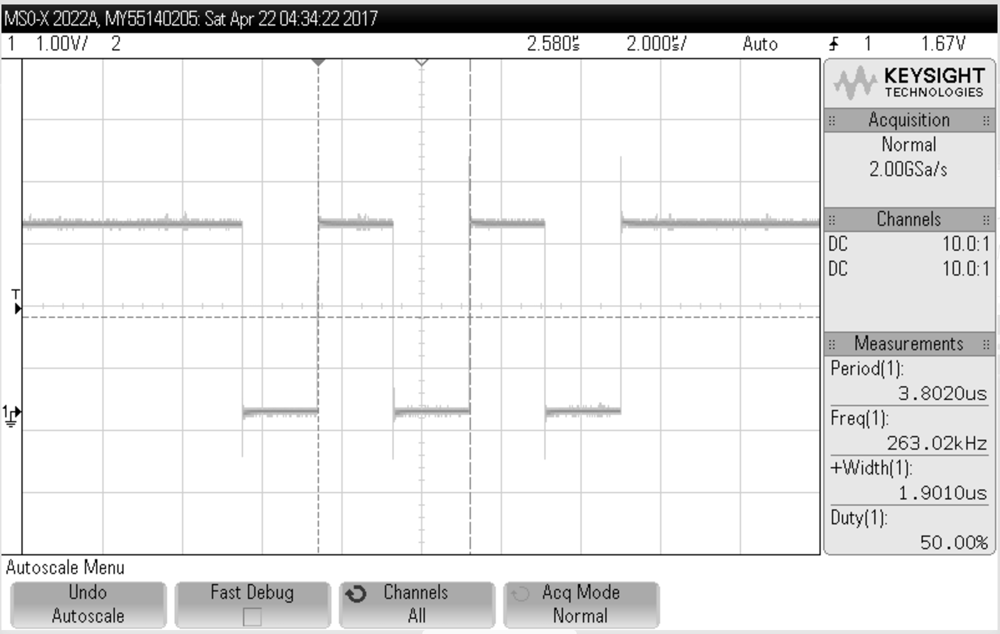 MSO-X 2022A, MY55140205: Sat Apr 22 04:34:22 2017
1 1.00V/ 2 2.580µs 2.000µs/ Auto 1 1.67V
KEYSIGHT
TECHNOLOGIES
Acquisition
Normal
2.00GSa/s
Channels
DC 10.0:1
DC 10.0:1
T
1
Measurements
Period(1):
3.8020us
Freq(1):
263.02kHz
+Width(1):
1.9010us
Duty(1):
50.00%
Autoscale Menu
Undo
Autoscale
Fast Debug
Channels
All
Acq Mode
Normal